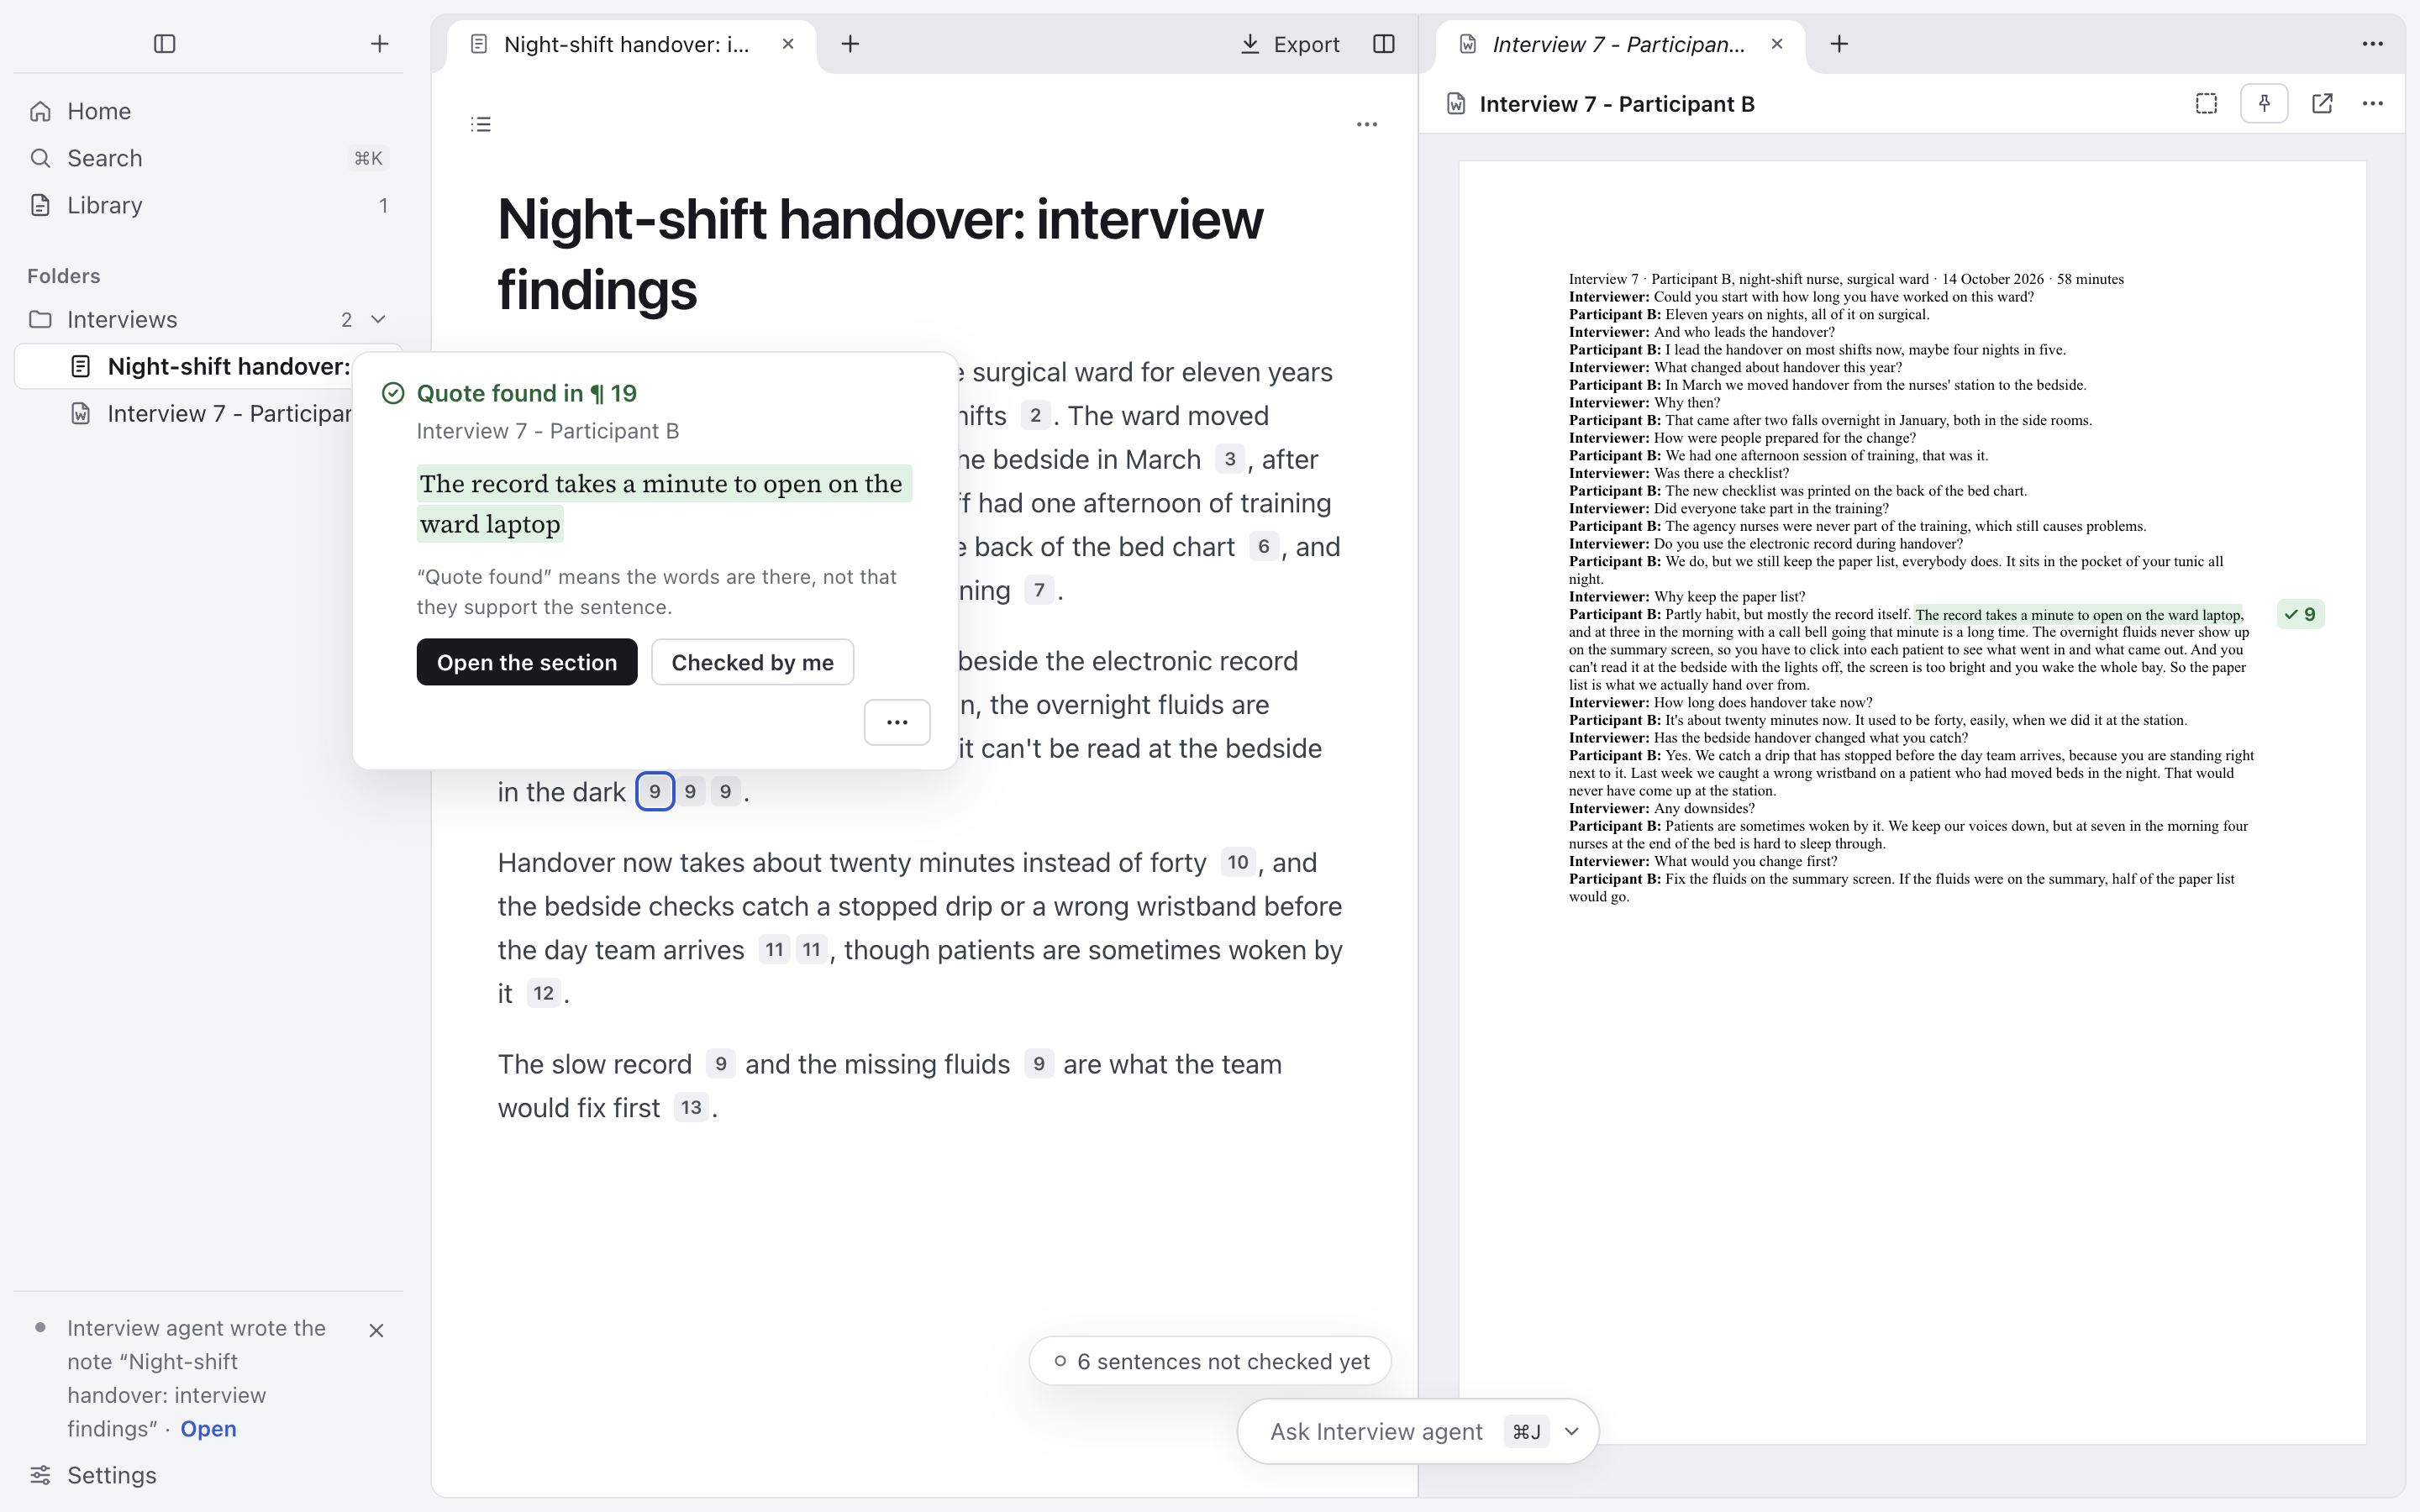 Home
Search ⌘K
Library 1
Folders
Interviews 2
Night-shift handover:
Interview 7 - Participan
Interview agent wrote the
note “Night-shift
handover: interview
findings” · Open
Settings
Night-shift handover: i...
Export
Night-shift handover: interview
findings
surgical ward for eleven years
2. The ward moved
bedside in March 3, after
had one afternoon of training
back of the bed chart 6, and
7.
beside the electronic record
, the overnight fluids are
it can't be read at the bedside
in the dark 9 9 9.
Handover now takes about twenty minutes instead of forty 10, and
the bedside checks catch a stopped drip or a wrong wristband before
the day team arrives 11 11, though patients are sometimes woken by
it 12.
The slow record 9 and the missing fluids 9 are what the team
would fix first 13.
Quote found in ¶ 19
Interview 7 - Participant B
The record takes a minute to open on the
ward laptop
“Quote found” means the words are there, not that
they support the sentence.
Open the section
Checked by me
6 sentences not checked yet
Ask Interview agent ⌘J
Interview 7 - Participan...
Interview 7 - Participant B
Interview 7 · Participant B, night-shift nurse, surgical ward · 14 October 2026 · 58 minutes
Interviewer: Could you start with how long you have worked on this ward?
Participant B: Eleven years on nights, all of it on surgical.
Interviewer: And who leads the handover?
Participant B: I lead the handover on most shifts now, maybe four nights in five.
Interviewer: What changed about handover this year?
Participant B: In March we moved handover from the nurses' station to the bedside.
Interviewer: Why then?
Participant B: That came after two falls overnight in January, both in the side rooms.
Interviewer: How were people prepared for the change?
Participant B: We had one afternoon session of training, that was it.
Interviewer: Was there a checklist?
Participant B: The new checklist was printed on the back of the bed chart.
Interviewer: Did everyone take part in the training?
Participant B: The agency nurses were never part of the training, which still causes problems.
Interviewer: Do you use the electronic record during handover?
Participant B: We do, but we still keep the paper list, everybody does. It sits in the pocket of your tunic all
night.
Interviewer: Why keep the paper list?
Participant B: Partly habit, but mostly the record itself. The record takes a minute to open on the ward laptop,
9
and at three in the morning with a call bell going that minute is a long time. The overnight fluids never show up
on the summary screen, so you have to click into each patient to see what went in and what came out. And you
can't read it at the bedside with the lights off, the screen is too bright and you wake the whole bay. So the paper
list is what we actually hand over from.
Interviewer: How long does handover take now?
Participant B: It's about twenty minutes now. It used to be forty, easily, when we did it at the station.
Interviewer: Has the bedside handover changed what you catch?
Participant B: Yes. We catch a drip that has stopped before the day team arrives, because you are standing right
next to it. Last week we caught a wrong wristband on a patient who had moved beds in the night. That would
never have come up at the station.
Interviewer: Any downsides?
Participant B: Patients are sometimes woken by it. We keep our voices down, but at seven in the morning four
nurses at the end of the bed is hard to sleep through.
Interviewer: What would you change first?
Participant B: Fix the fluids on the summary screen. If the fluids were on the summary, half of the paper list
would go.